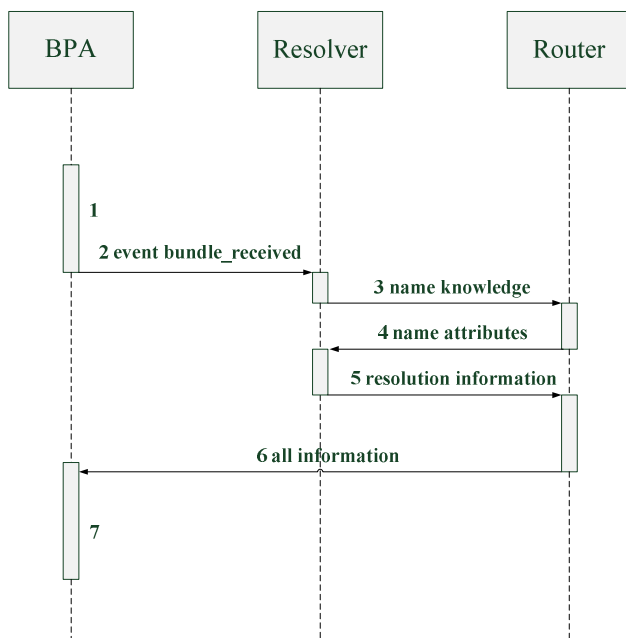 BPA
Resolver
Router
1
2 event bundle_received
3 name knowledge
4 name attributes
5 resolution information
6 all information
7